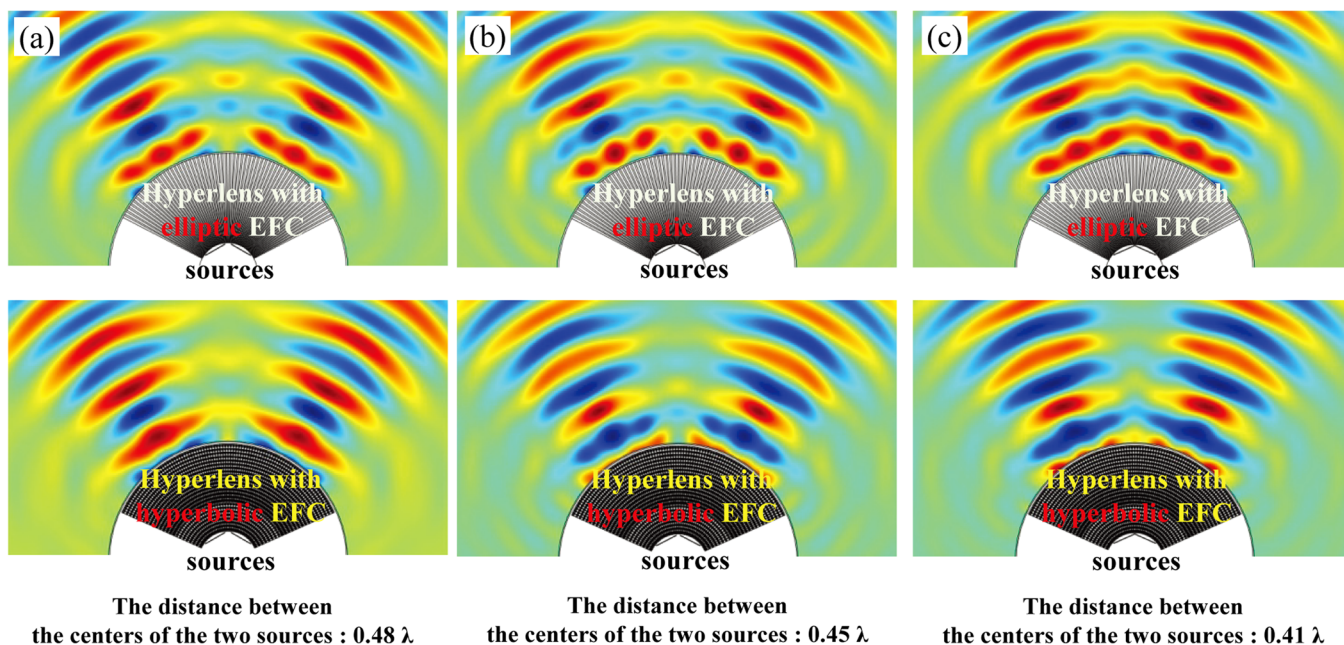 (a)
(b)
(c)
Hyperlens with
elliptic EFC
sources
Hyperlens with
elliptic EFC
sources
Hyperlens with
elliptic EFC
sources
Hyperlens with
hyperbolic EFC
sources
Hyperlens with
hyperbolic EFC
sources
Hyperlens with
hyperbolic EFC
sources
The distance between
the centers of the two sources : 0.48 λ
The distance between
the centers of the two sources : 0.45 λ
The distance between
the centers of the two sources : 0.41 λ